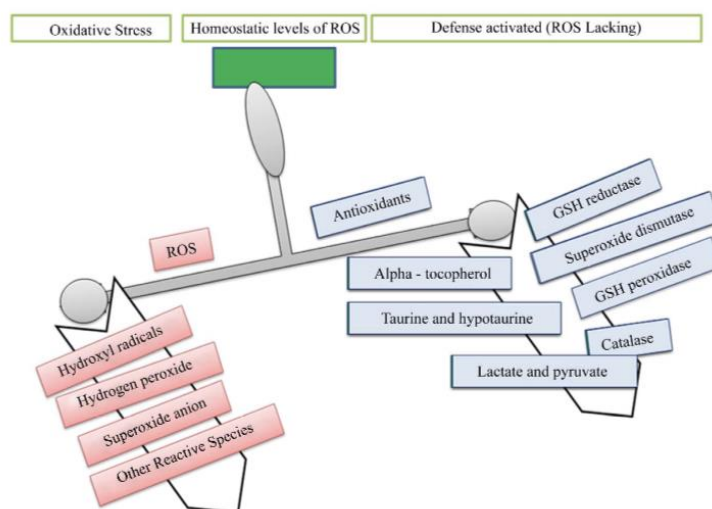 Oxidative Stress
Homeostatic levels of ROS
Defense activated (ROS Lacking)
Antioxidants
ROS
GSH reductase
Superoxide dismutase
GSH peroxidase
Catalase
Alpha - tocopherol
Taurine and hypotaurine
Lactate and pyruvate
Hydroxyl radicals
Hydrogen peroxide
Superoxide anion
Other Reactive Species